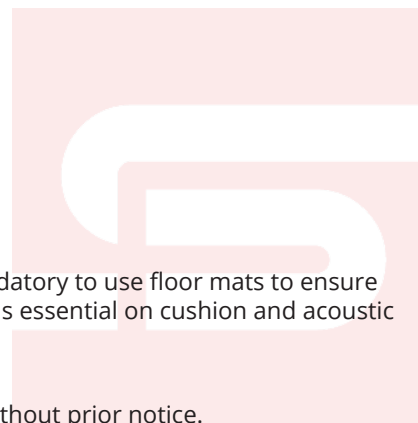 datory to use floor mats to ensure
s essential on cushion and acoustic
thout prior notice.